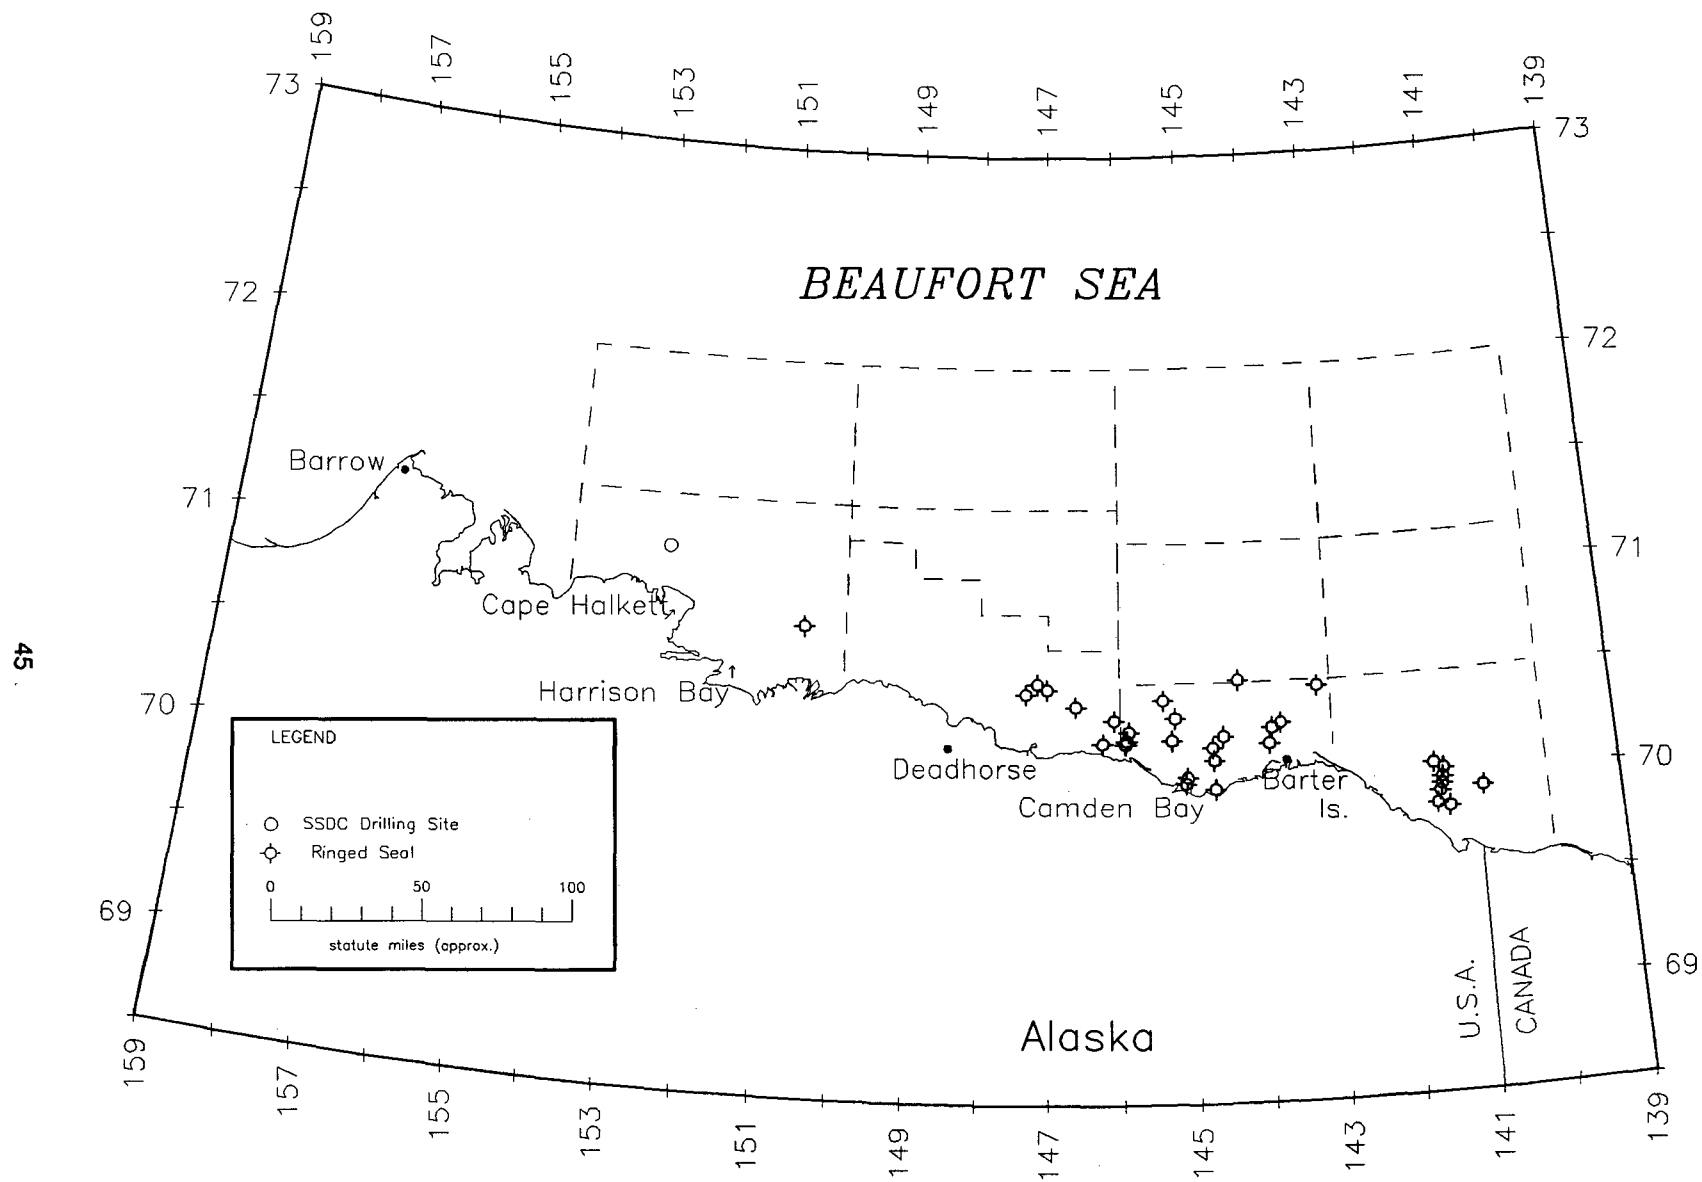 159
157
155
153
151
149
147
145
143
141
139
73
73
BEAUFORT SEA
72
72
Barrow
71
71
Cape Halkett
45
Harrison Bay
70
70
LEGEND
Deadhorse
Barter
Is.
Camden Bay
SSDC Drilling Site
Ringed Seal
0 50 100
statute miles (approx.)
69
69
U.S.A.
CANADA
Alaska
159
157
155
153
151
149
147
145
143
141
139